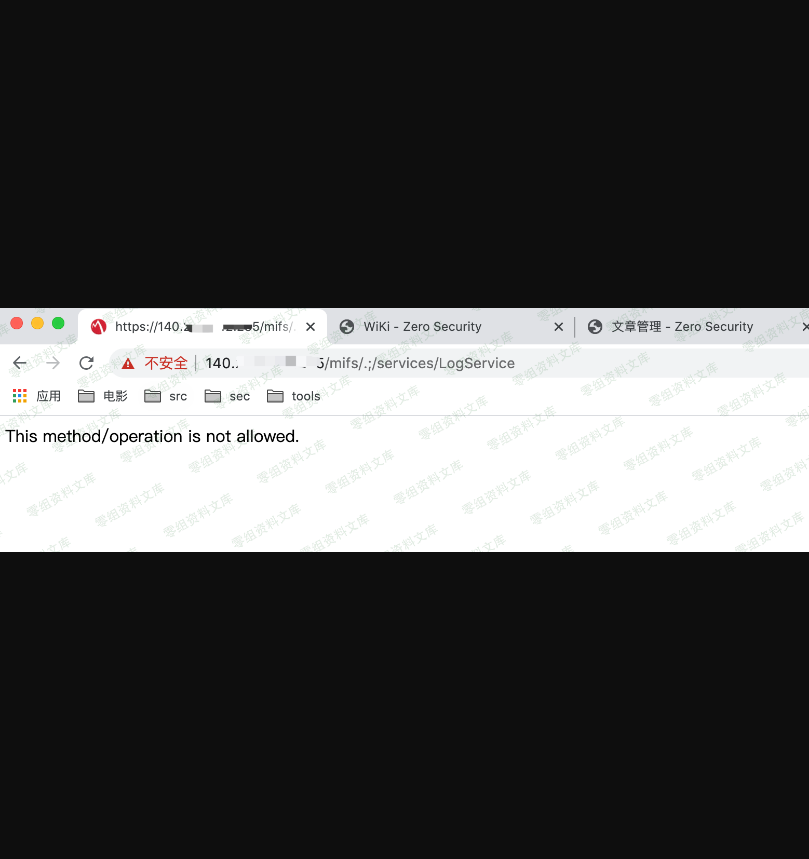 https://140.2 5/mifs/. WiKi - Zero Security 文章管理 - Zero Security
不安全 140.. 5/mifs/.;/services/LogService
应用 电影 src sec tools
This method/operation is not allowed.
零组资料文库